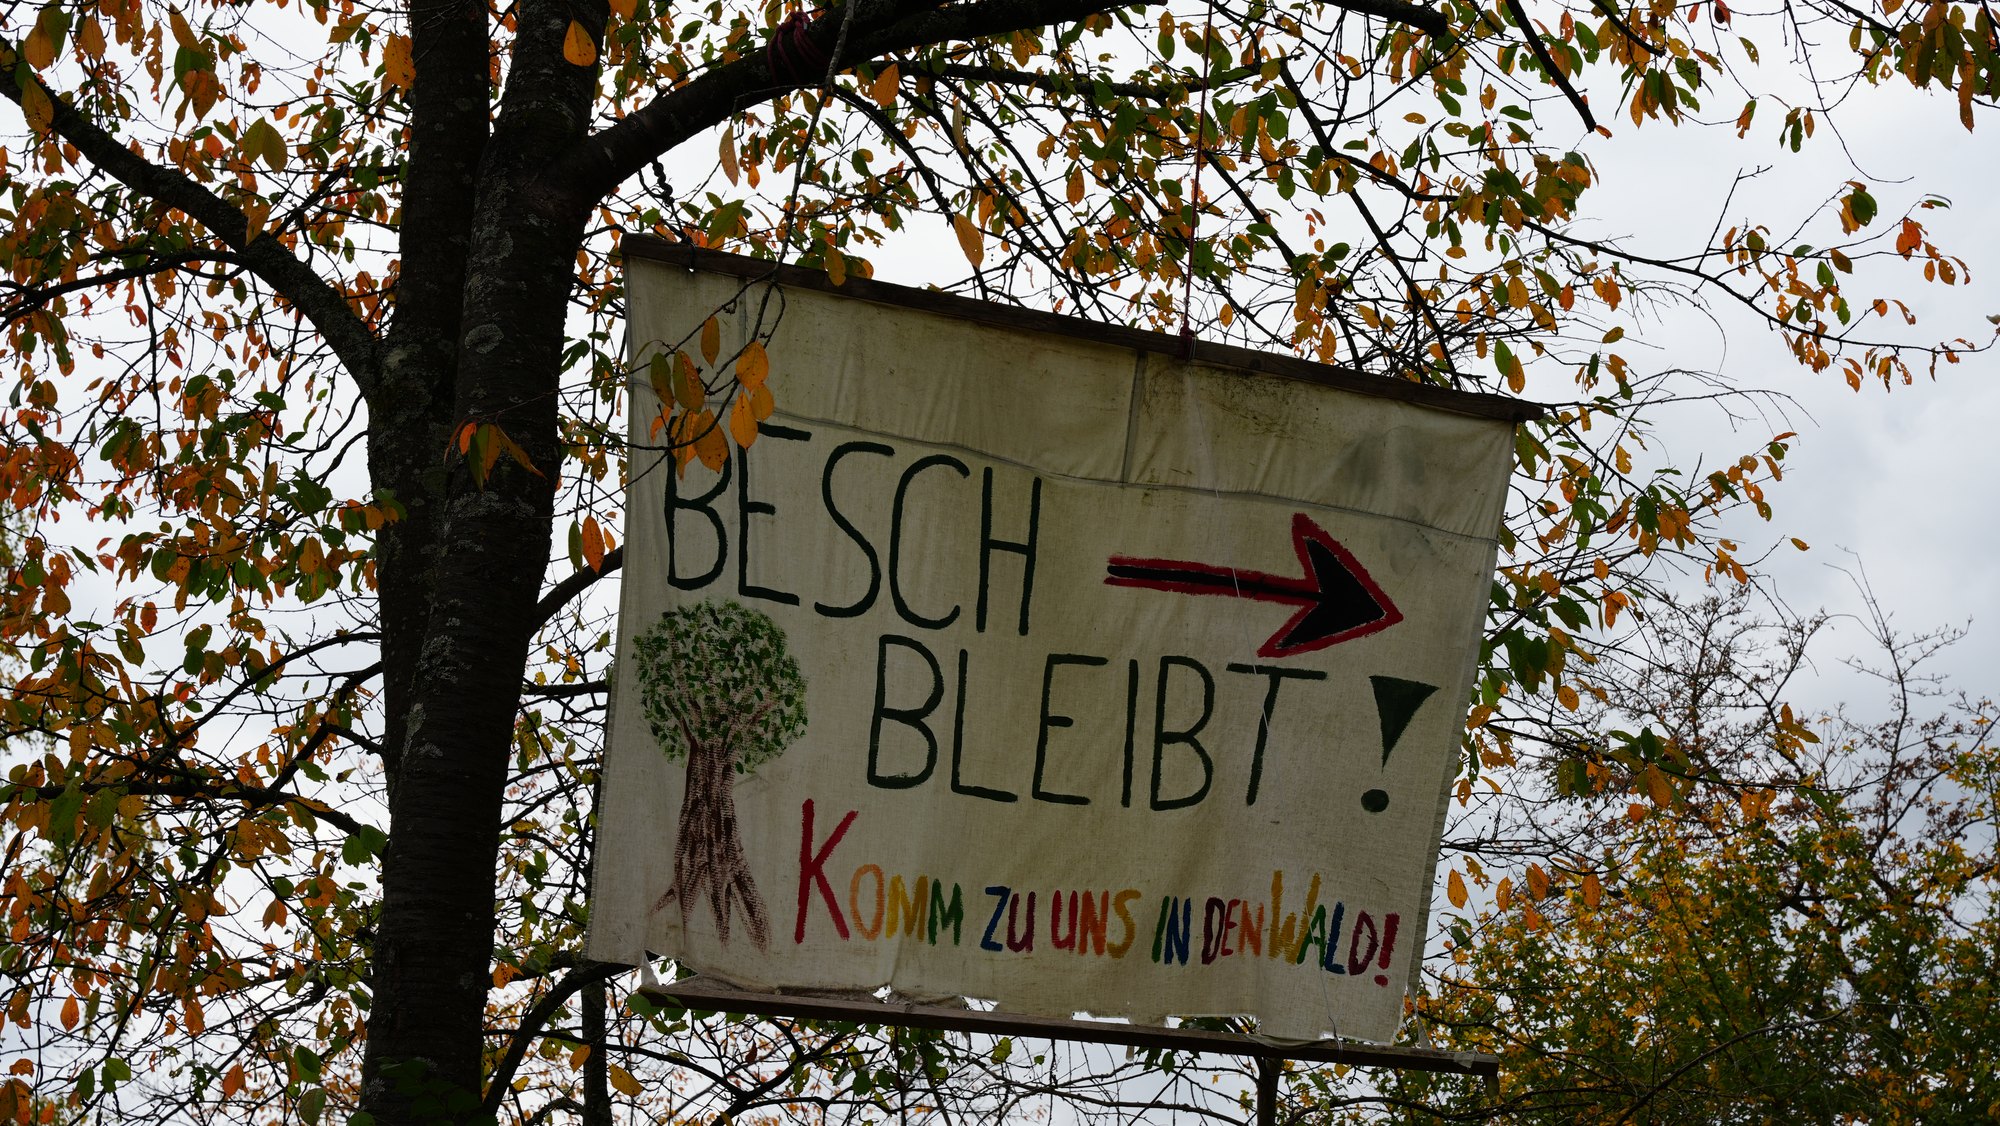 BESCH
BLEIBT!
KOMM ZU UNS IN DEN WALD!